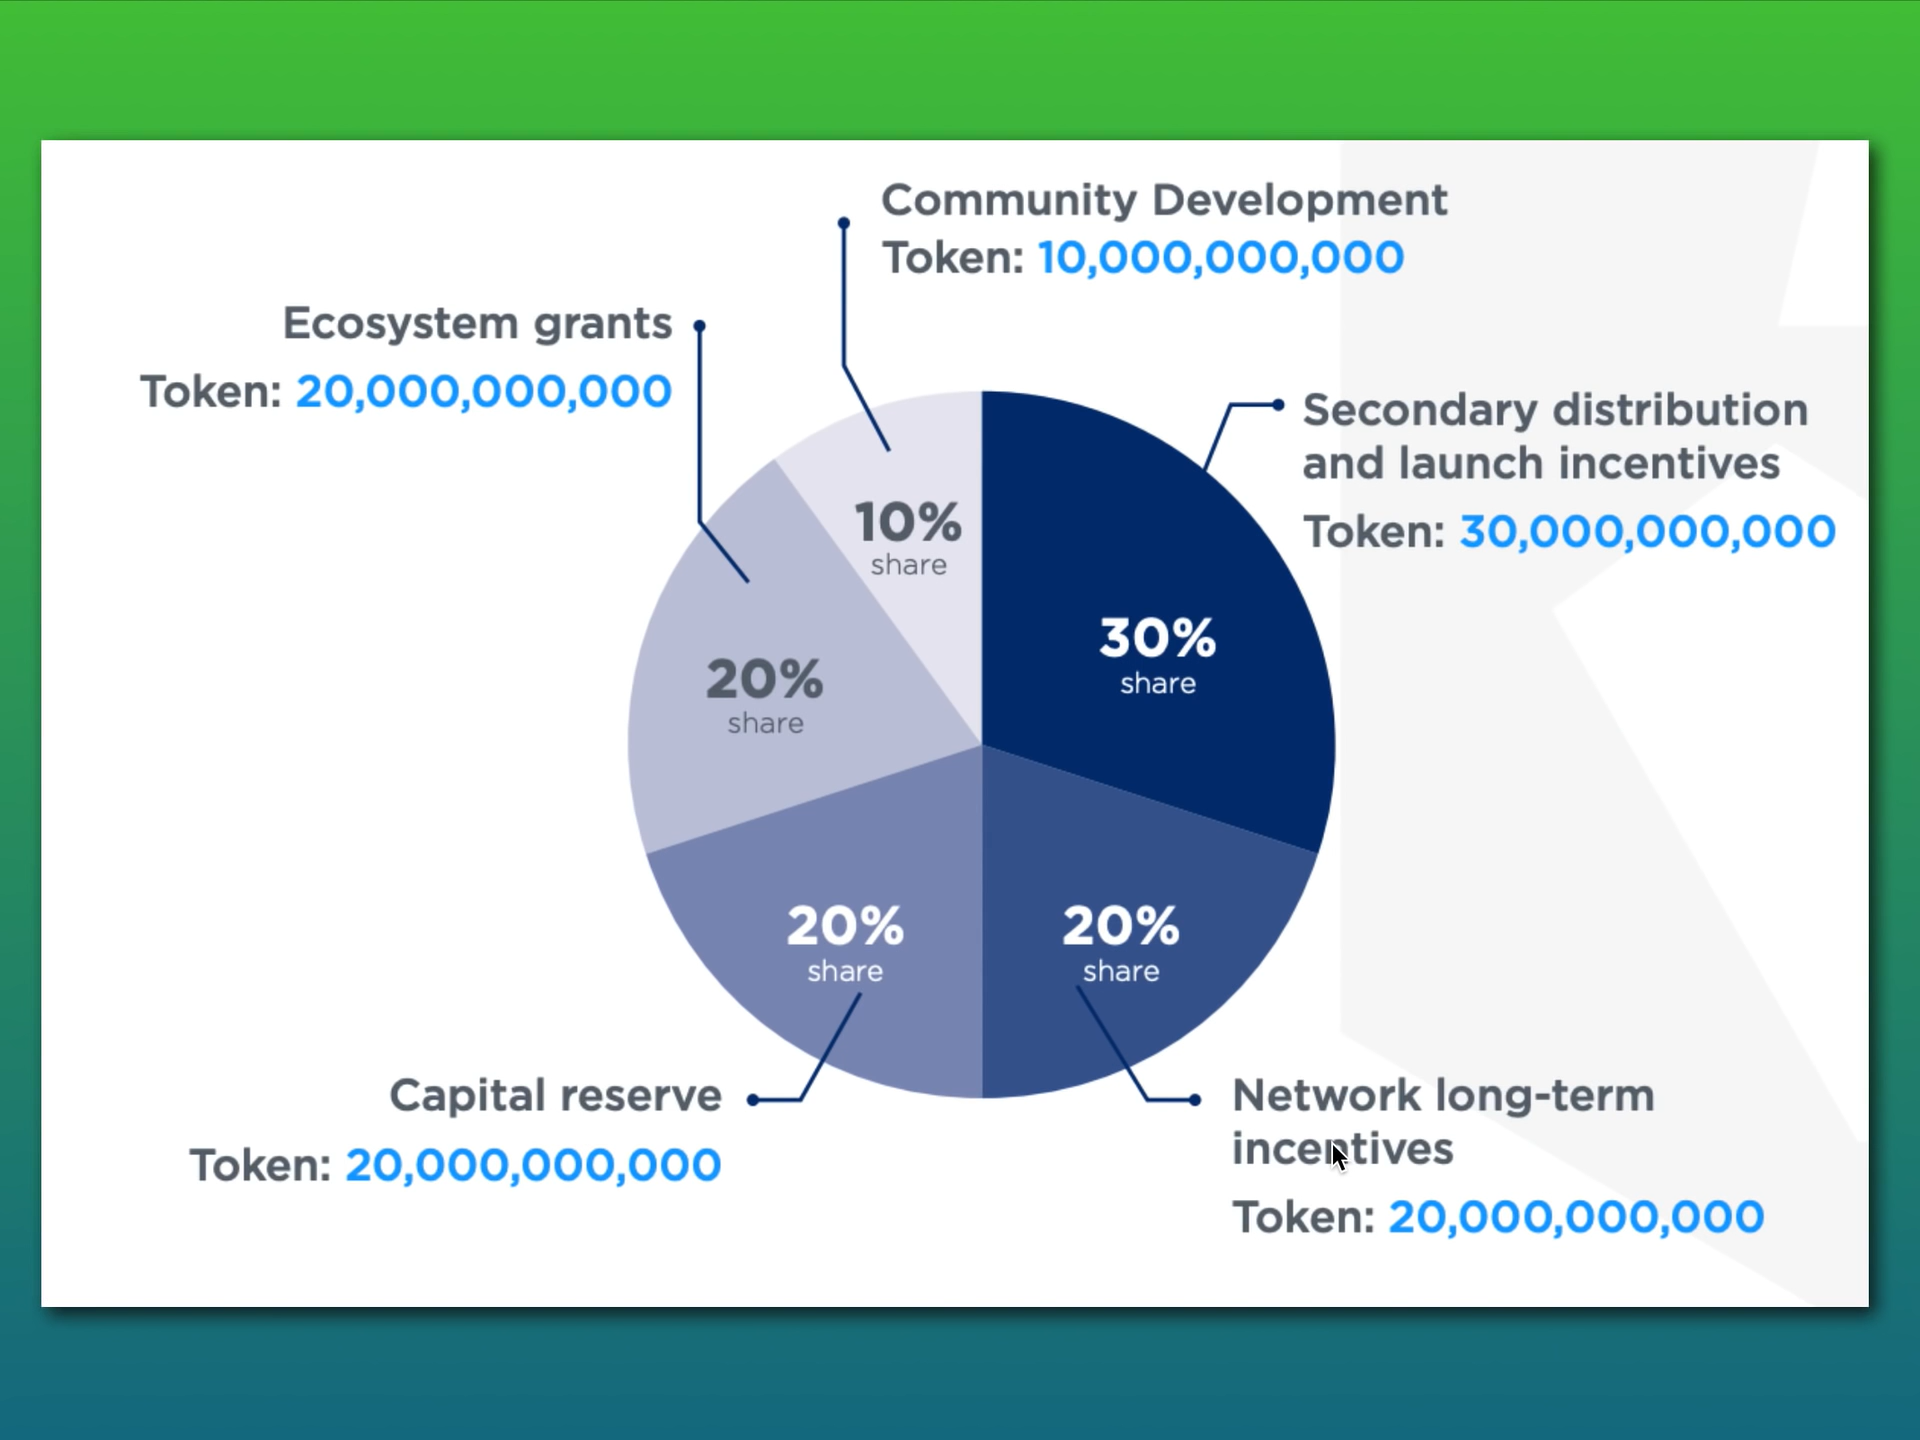 Community Development
Token: 10,000,000,000
Ecosystem grants
Token: 20,000,000,000
Secondary distribution
and launch incentives
Token: 30,000,000,000
10%
share
30%
share
20%
share
20%
share
20%
share
Capital reserve
Token: 20,000,000,000
Network long-term
incentives
Token: 20,000,000,000